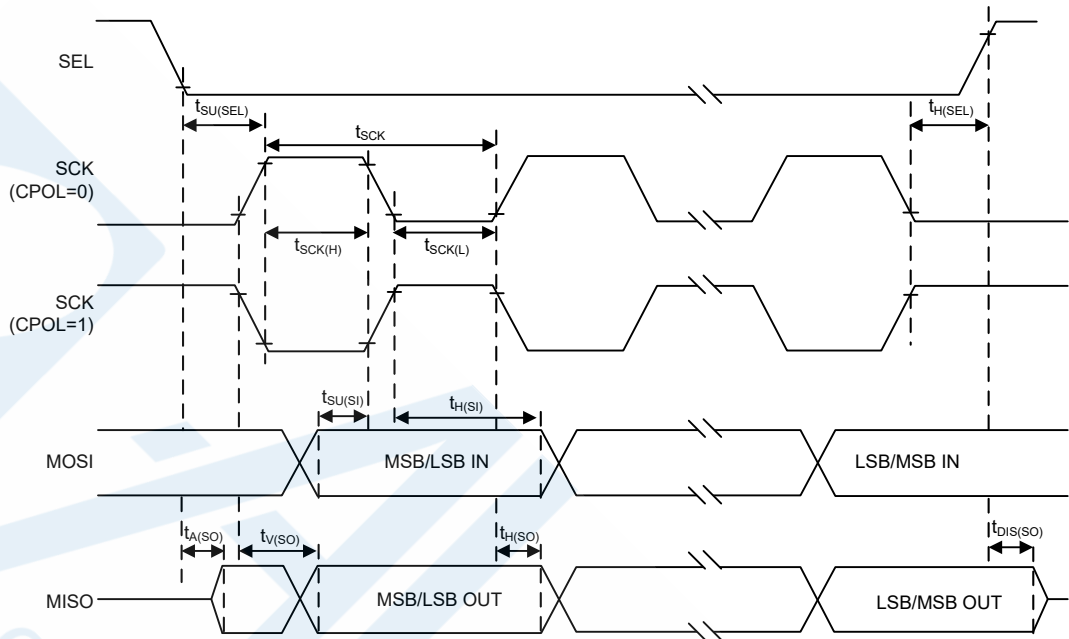 SEL
tSU(SEL)
tH(SEL)
tSCK
SCK
(CPOL=0)
tSCK(H)
tSCK(L)
SCK
(CPOL=1)
tSU(SI)
tH(SI)
MOSI
MSB/LSB IN
LSB/MSB IN
tA(SO)
tV(SO)
tH(SO)
tDIS(SO)
MISO
MSB/LSB OUT
LSB/MSB OUT